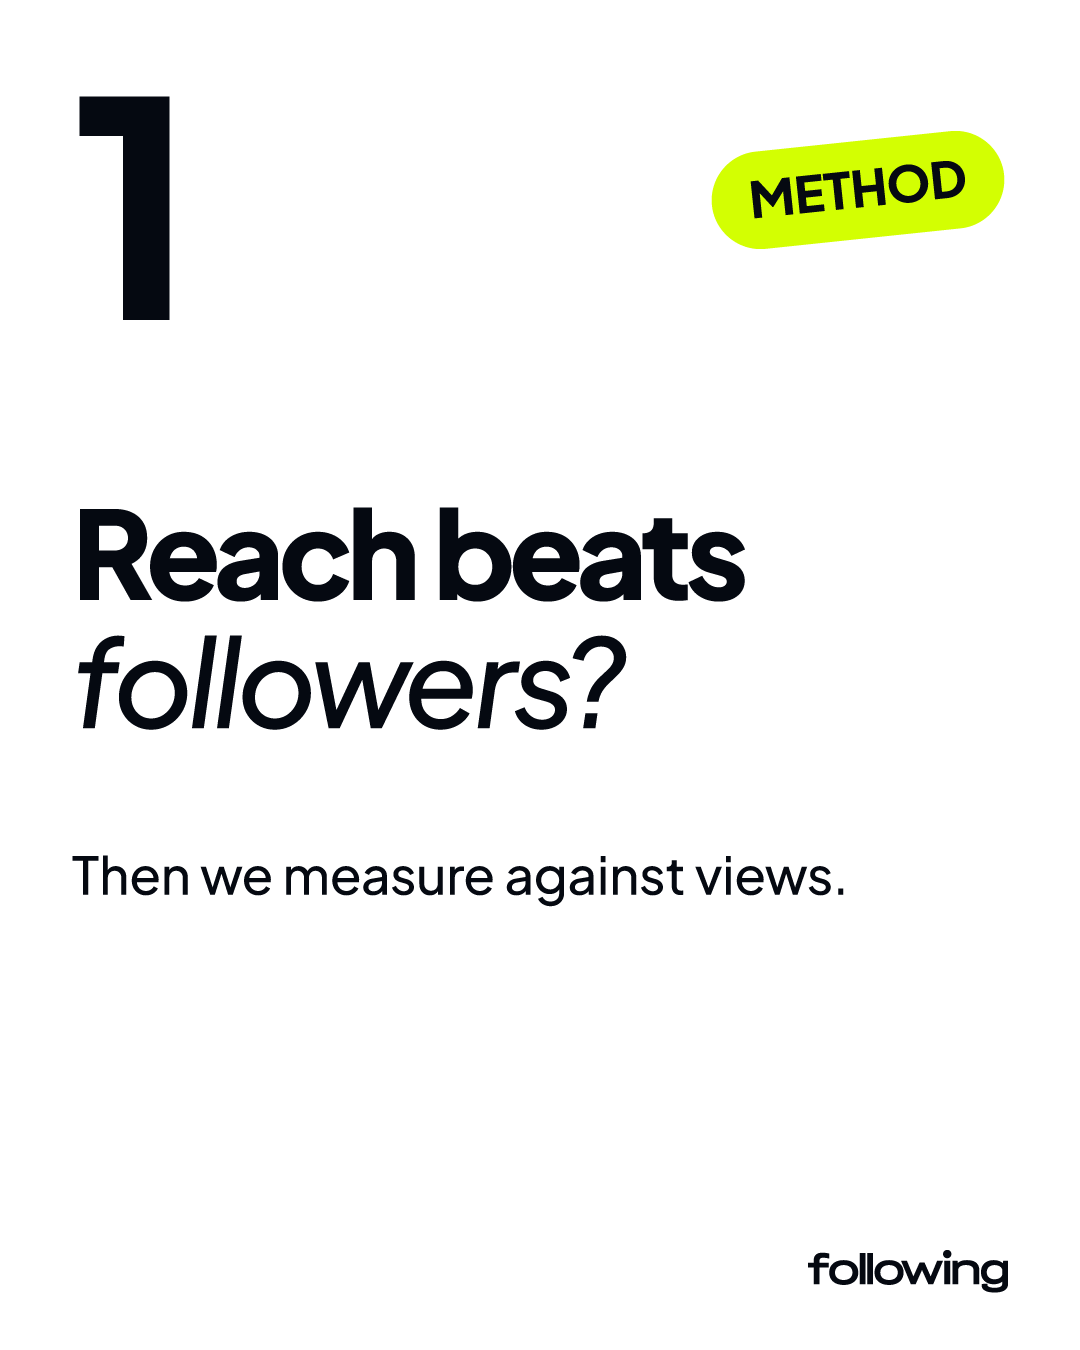 1
METHOD
Reach beats
followers?
Then we measure against views.
following